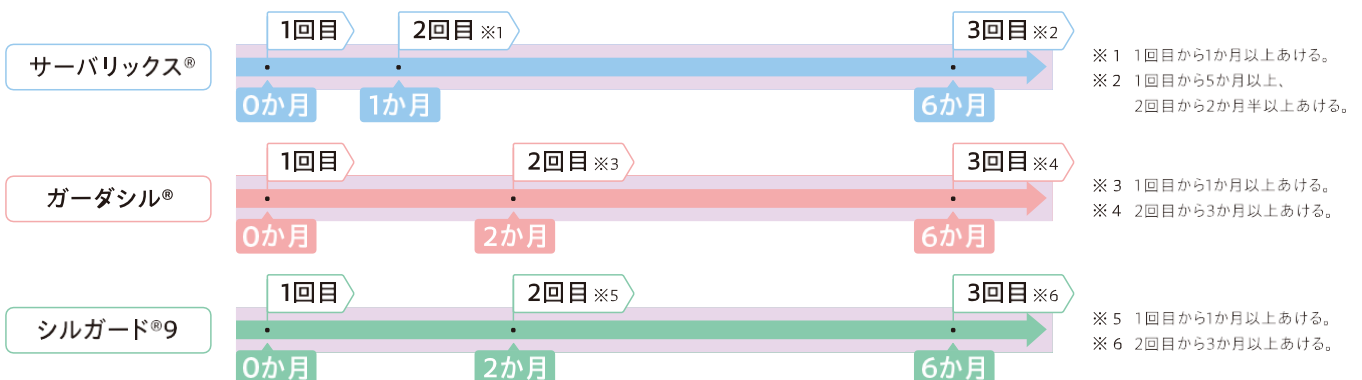 1回目
2回目 ※1
3回目 ※2
サーバリックス®
0か月
1か月
6か月
※1 1回目から1か月以上あける。
※2 1回目から5か月以上、
2回目から2か月半以上あける。
1回目
2回目 ※3
3回目 ※4
ガーダシル®
0か月
2か月
6か月
※3 1回目から1か月以上あける。
※4 2回目から3か月以上あける。
1回目
2回目 ※5
3回目 ※6
シルガード®9
0か月
2か月
6か月
※5 1回目から1か月以上あける。
※6 2回目から3か月以上あける。